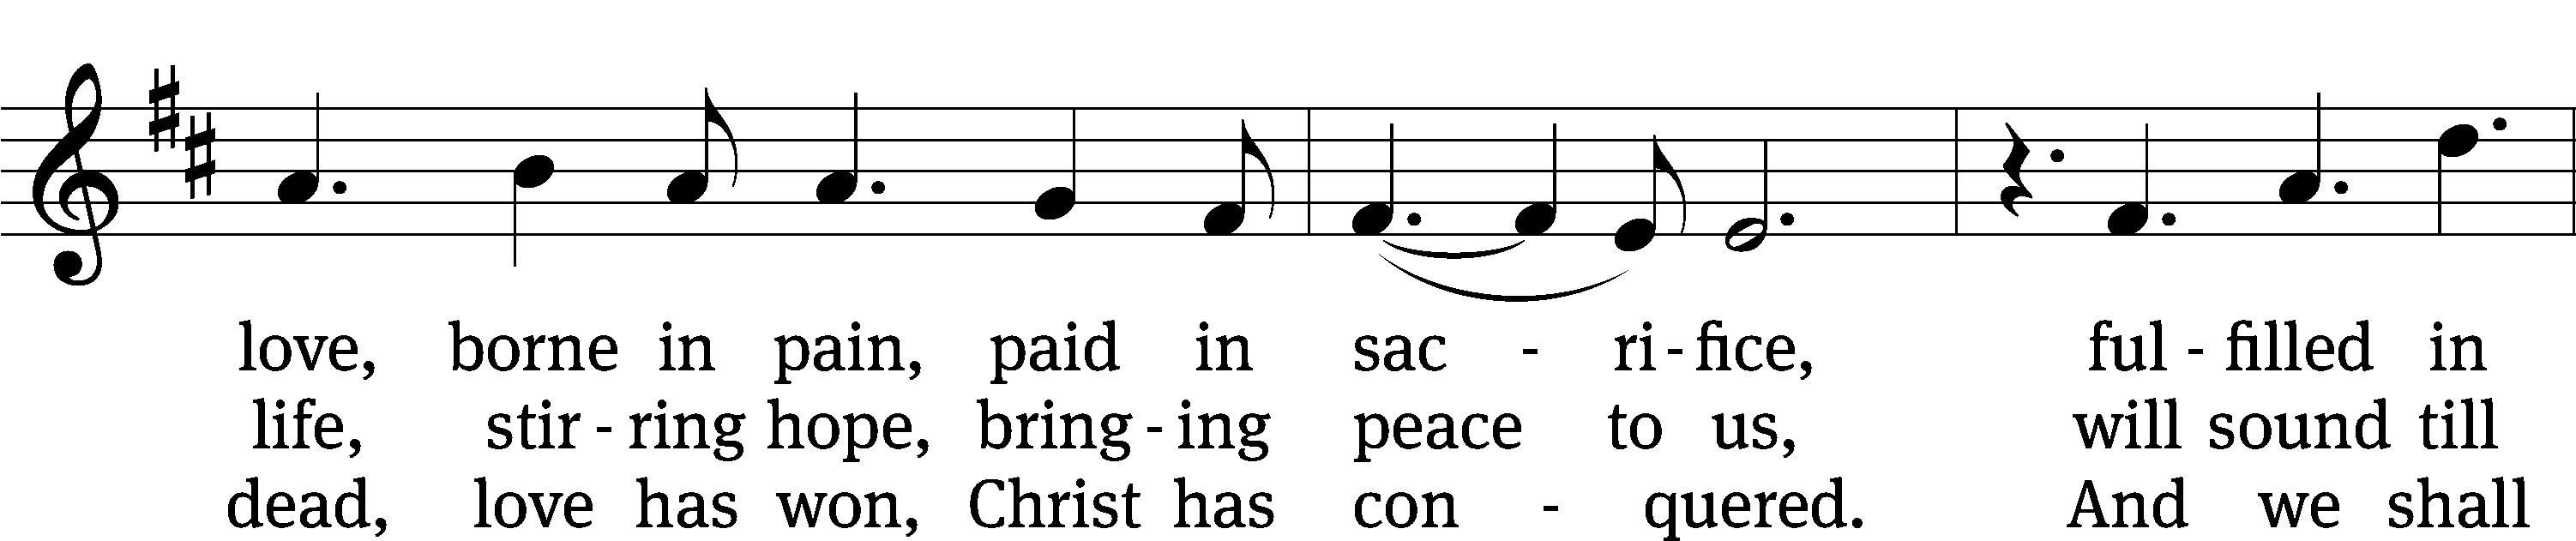 love, borne in pain, paid in sac - ri - fice, ful - filled in
life, stir - ring hope, bring - ing peace to us, will sound till
dead, love has won, Christ has con - quered. And we shall